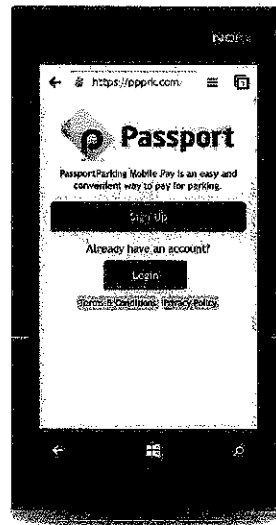 NOKIA
https://ppprk.com
Passport
PassportParking Mobile Pay is an easy and
convenient way to pay for parking.
Sign Up
Already have an account?
Login
Terms & Conditions Privacy Policy